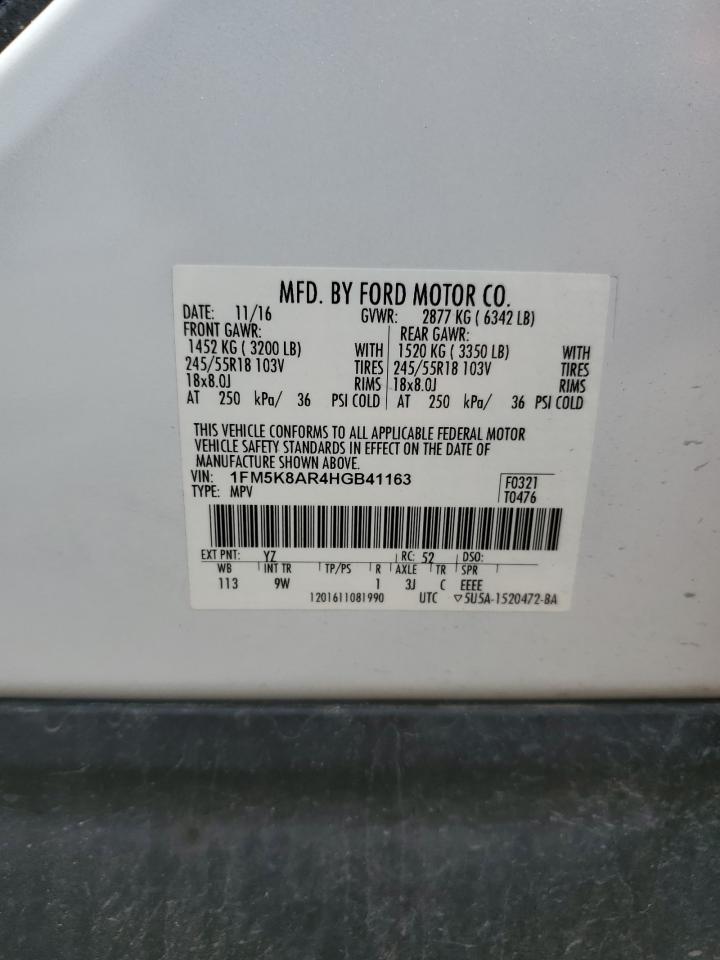 MFD. BY FORD MOTOR CO.
DATE: 11/16 GVWR: 2877 KG ( 6342 LB)
FRONT GAWR: REAR GAWR:
1452 KG ( 3200 LB) WITH 1520 KG ( 3350 LB) WITH
245/55R18 103V TIRES 245/55R18 103V TIRES
18x8.0J RIMS 18x8.0J RIMS
AT 250 kPa/ 36 PSI COLD AT 250 kPa/ 36 PSI COLD
THIS VEHICLE CONFORMS TO ALL APPLICABLE FEDERAL MOTOR
VEHICLE SAFETY STANDARDS IN EFFECT ON THE DATE OF
MANUFACTURE SHOWN ABOVE.
VIN: 1FM5K8AR4HGB41163 F0321
TYPE: MPV T0476
EXT PNT: YZ RC: 52 DSO:
WB INT TR TP/PS R AXLE TR SPR
113 9W 1 3J C EEEE
1201611081990 UTC ▽5U5A-1520472-BA